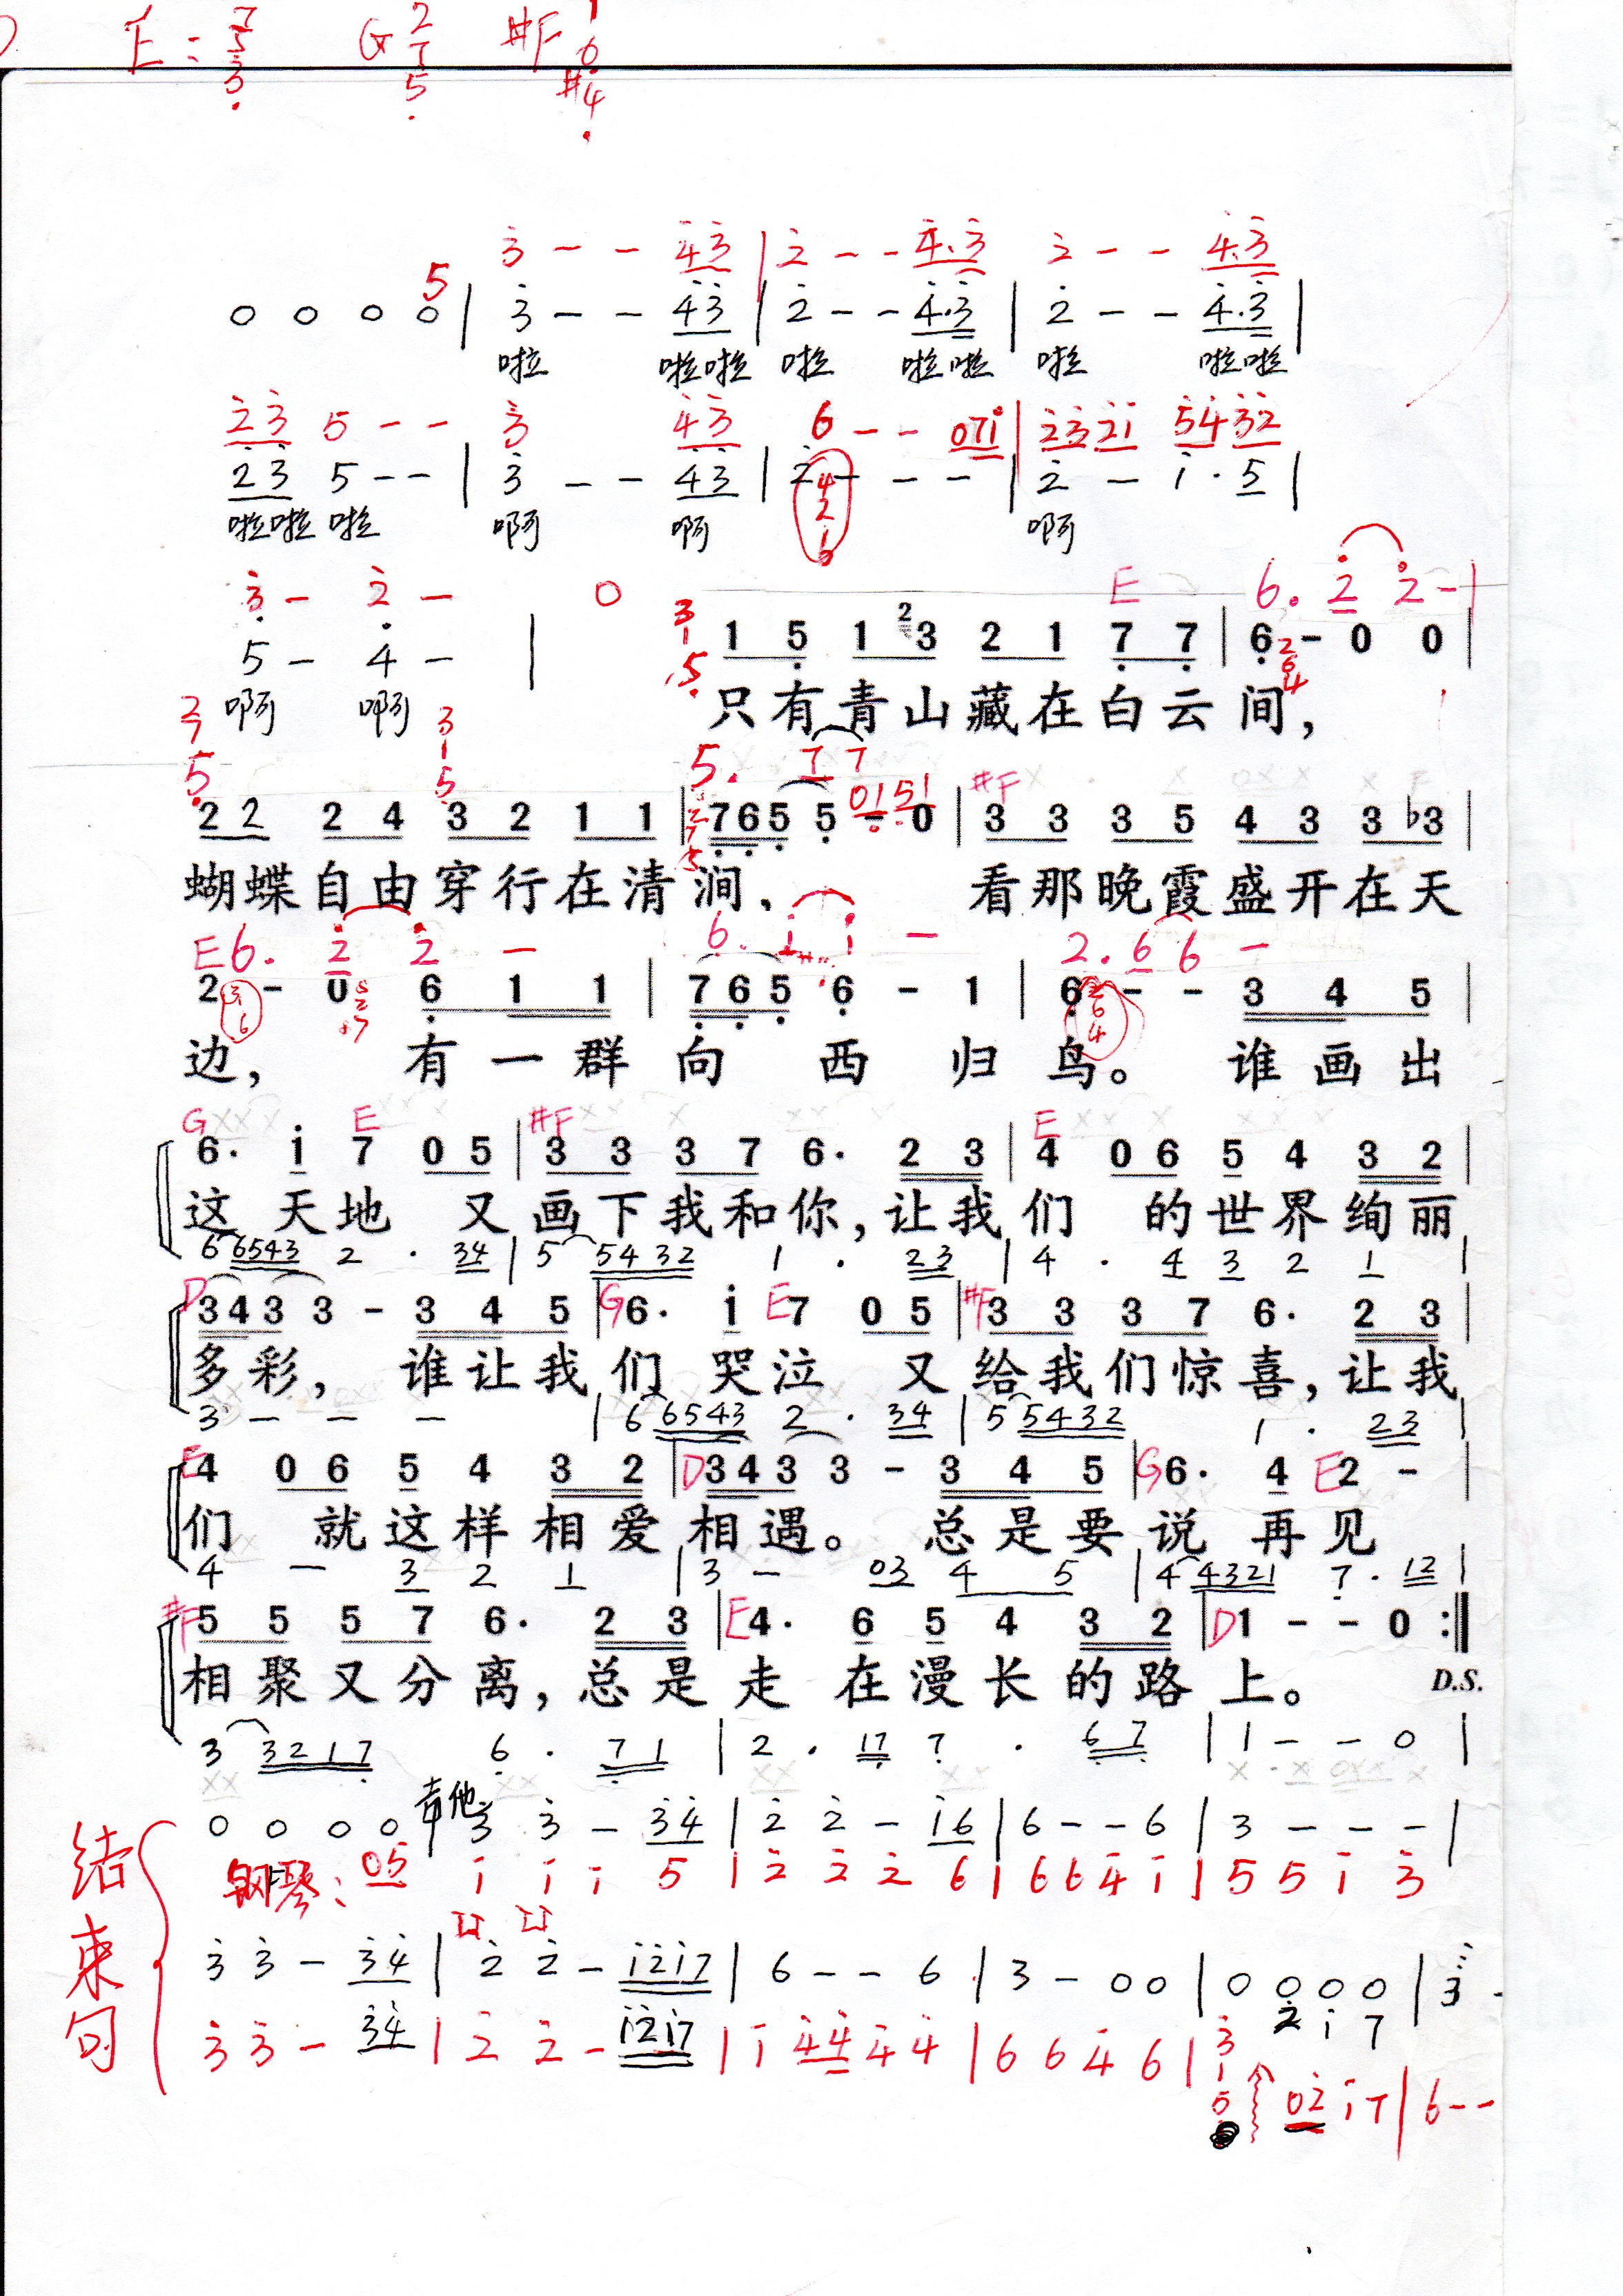 E: 7 5 3 G 2 7 5 #F 1 6 #4
3 - - 43 | 2 - - 4.3 2 - - 4.3
5
0 0 0 0 | 3 - - 43 | 2 - - 4.3 | 2 - - 4.3 |
啦 啦啦 啦 啦啦 啦 啦啦
23 5 - - 3 43 6 - - 071 | 2321 5432
23 5 - - | 3 - - 43 | 2 - - - | 2 - 1 . 5 |
啦啦 啦 啊 啊 啊
3 - 2 - 0 E 6. 2 2 - |
5 - 4 - | 1 5 1 2 3 2 1 7 7 | 6 - 0 0 |
啊 啊 只有青山藏在白云间，
5. 7 7 0151 #F
2 2 2 4 3 2 1 1 | 765 5 - 0 | 3 3 3 5 4 3 3 b3 |
蝴蝶自由穿行在清涧、 看那晚霞盛开在天
E 6. 2 2 - 6. 1 1 - 2. 6 6 -
2 - 0 6 1 1 | 765 6 - 1 | 6 - - 3 4 5 |
边， 有一群向西归鸟。 谁画出
G E #F E
6. i 7 0 5 | 3 3 3 7 6. 2 3 | 4 0 6 5 4 3 2 |
这天地 又画下我和你，让我们 的世界绚丽
6 6543 2 . 34 | 5 5432 1 . 23 | 4 . 4 3 2 1 |
D 343 3 - 3 4 5 | G 6. i E 7 0 5 | #F 3 3 3 7 6. 2 3 |
多彩， 谁让我们 哭泣 又给我们惊喜，让我
3 - - - | 6 6543 2 . 34 | 5 5432 1 . 23 |
E 4 0 6 5 4 3 2 | D 343 3 - 3 4 5 | G 6. 4 E 2 - |
们 就这样相爱相遇。 总是要说再见
4 - 3 2 1 | 3 - 03 4 5 | 4 4321 7 . 12 |
#F 5 5 5 7 6. 2 3 | E 4. 6 5 4 3 2 | D 1 - - 0 :||
相聚又分离，总是走 在漫长的路上。 D.S.
3 3217 6 . 71 | 2 . 17 7 . 67 | 1 - - 0 |
吉他
0 0 0 0 | 3 3 - 34 | 2 2 - 16 | 6 - - 6 | 3 - - - |
钢琴： 05 1 1 1 5 | 2 2 2 6 | 6 6 4 1 | 5 5 1 3
结束句
3 3 - 34 | 2 2 - 1217 | 6 - - 6 | 3 - 0 0 | 0 0 0 0 | 3 -
2 1 7
3 3 - 34 | 2 2 - 1217 | 1 44 4 4 | 6 6 4 6 | 3 1 5
02 1 7 | 6 - -